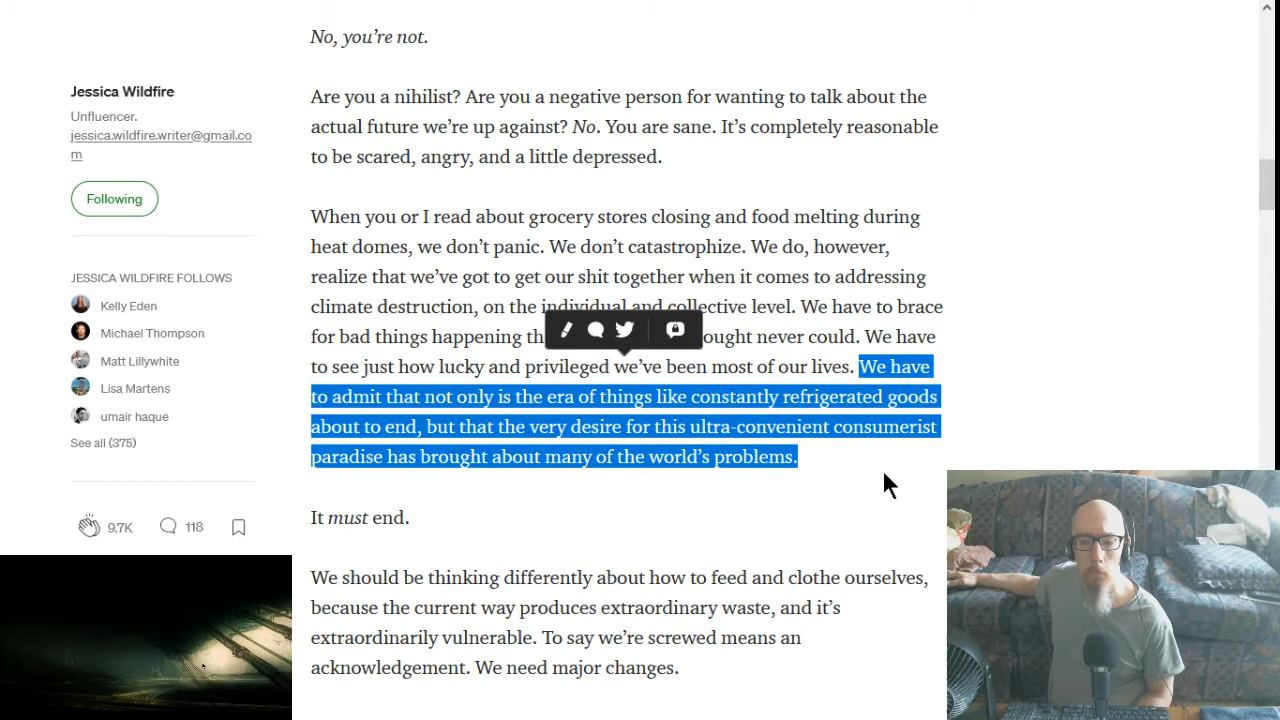 No, you’re not.
Jessica Wildfire
Unfluencer.
jessica.wildfire.writer@gmail.co
m
Following
JESSICA WILDFIRE FOLLOWS
Kelly Eden
Michael Thompson
Matt Lillywhite
Lisa Martens
umair haque
See all (375)
9.7K
118
Are you a nihilist? Are you a negative person for wanting to talk about the
actual future we’re up against? No. You are sane. It’s completely reasonable
to be scared, angry, and a little depressed.
When you or I read about grocery stores closing and food melting during
heat domes, we don’t panic. We don’t catastrophize. We do, however,
realize that we’ve got to get our shit together when it comes to addressing
climate destruction, on the individual and collective level. We have to brace
for bad things happening ought never could. We have
to see just how lucky and privileged we’ve been most of our lives. We have
to admit that not only is the era of things like constantly refrigerated goods
about to end, but that the very desire for this ultra-convenient consumerist
paradise has brought about many of the world’s problems.
It must end.
We should be thinking differently about how to feed and clothe ourselves,
because the current way produces extraordinary waste, and it’s
extraordinarily vulnerable. To say we’re screwed means an
acknowledgement. We need major changes.